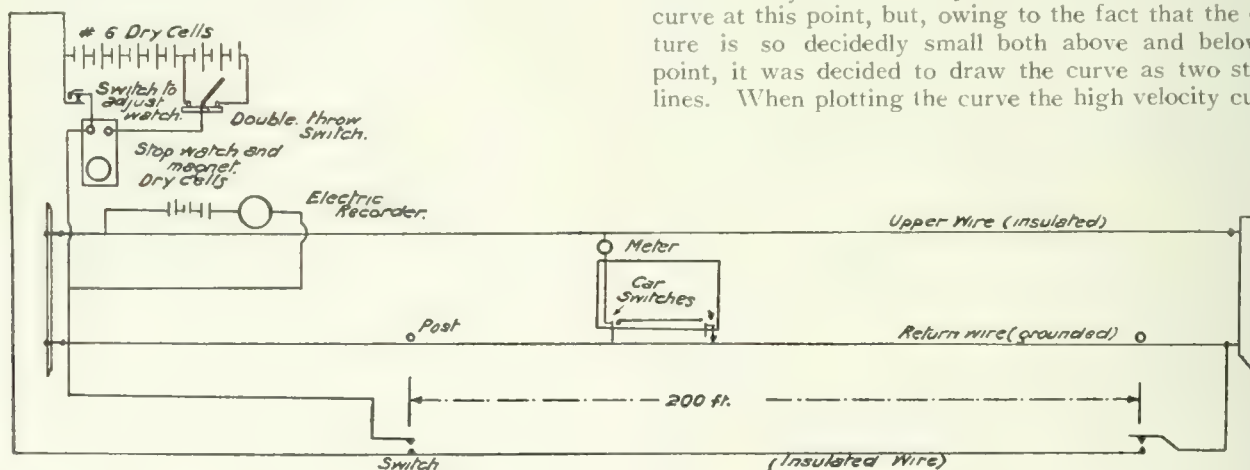 curve at this point, but, owing to the fact that the
ture is so decidedly small both above and below
point, it was decided to draw the curve as two
lines. When plotting the curve the high velocity
# 6 Dry Cells
Switch to
adjust
watch.
Double throw
Switch.
Stop watch and
magnet.
Dry Cells
Electric
Recorder.
Upper Wire (insulated)
Meter
Car
Switches
Post
Return wire (grounded)
200 ft.
Switch
(Insulated Wire)